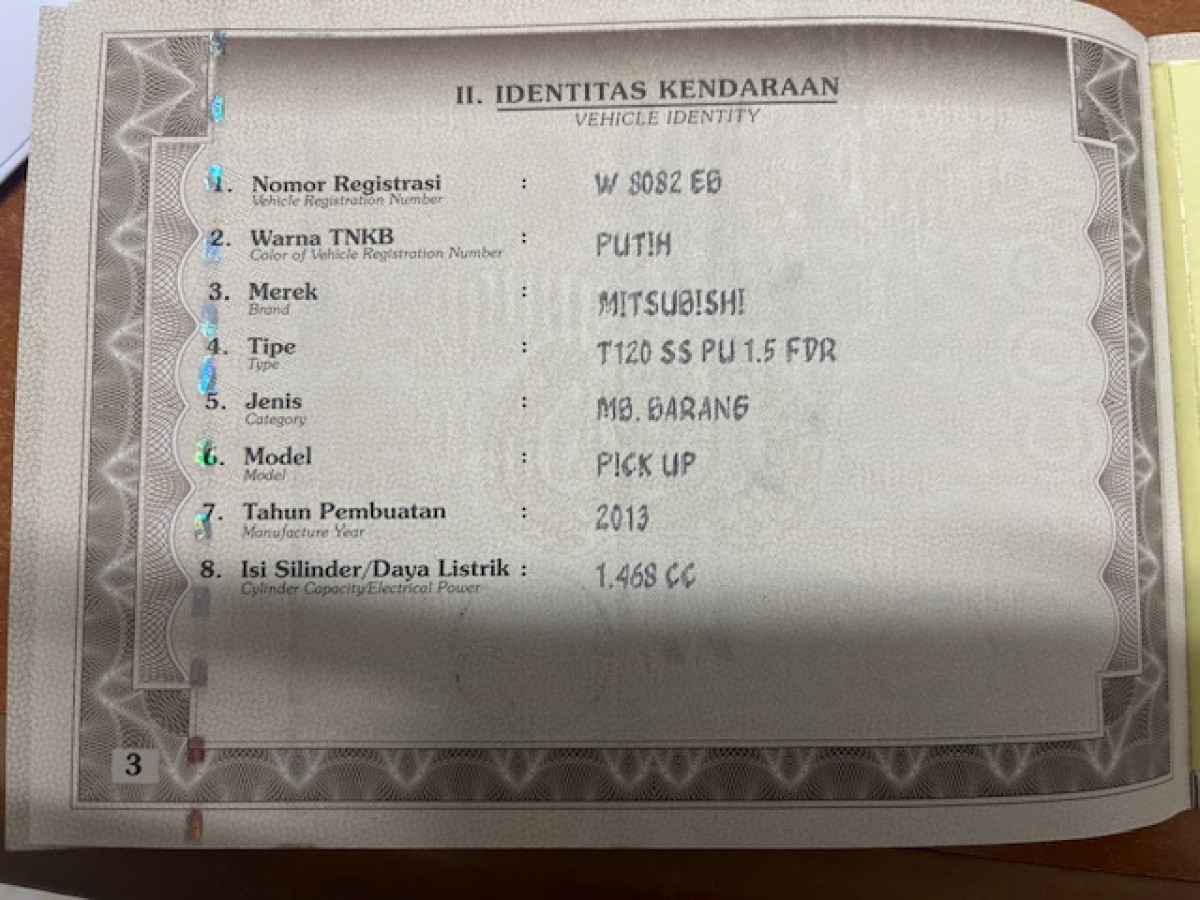 II. IDENTITAS KENDARAAN
VEHICLE IDENTITY
1. Nomor Registrasi : W 8082 EB
Vehicle Registration Number
2. Warna TNKB : PUTIH
Color of Vehicle Registration Number
3. Merek : MITSUBISHI
Brand
4. Tipe : T120 SS PU 1.5 FDR
Type
5. Jenis : MB. BARANG
Category
6. Model : PICK UP
Model
7. Tahun Pembuatan : 2013
Manufacture Year
8. Isi Silinder/Daya Listrik : 1.468 CC
Cylinder Capacity/Electrical Power
3